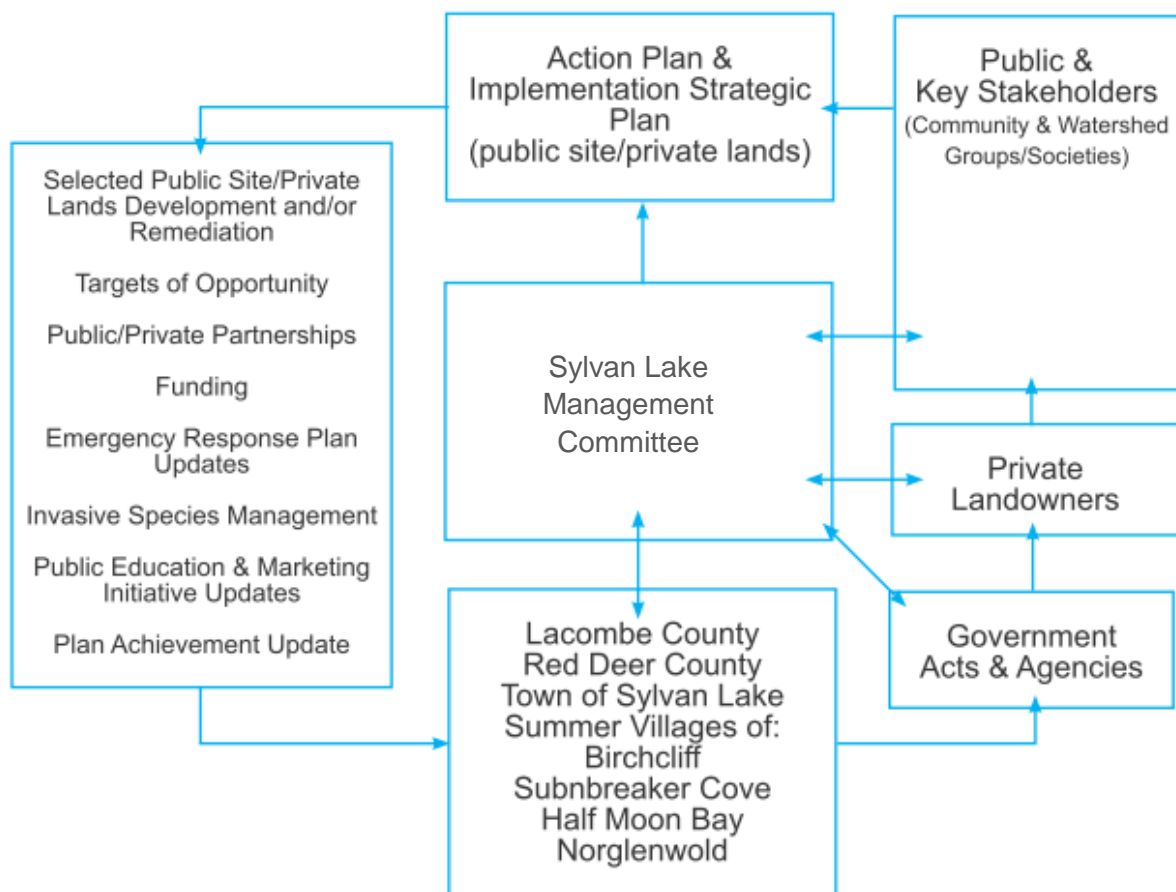 Action Plan &
Implementation Strategic
Plan
(public site/private lands)
Public &
Key Stakeholders
(Community & Watershed
Groups/Societies)
Selected Public Site/Private
Lands Development and/or
Remediation
Targets of Opportunity
Public/Private Partnerships
Funding
Emergency Response Plan
Updates
Invasive Species Management
Public Education & Marketing
Initiative Updates
Plan Achievement Update
Sylvan Lake
Management
Committee
Private
Landowners
Government
Acts & Agencies
Lacombe County
Red Deer County
Town of Sylvan Lake
Summer Villages of:
Birchcliff
Subnbreaker Cove
Half Moon Bay
Norglenwold